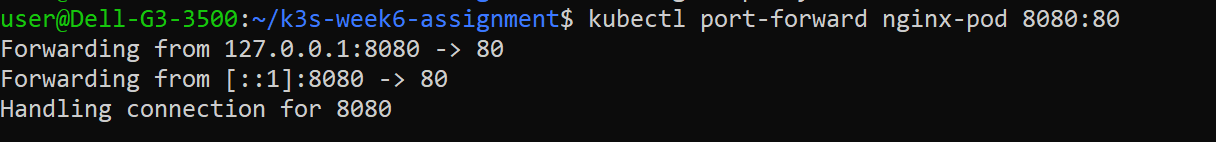 user@Dell-G3-3500:~/k3s-week6-assignment$ kubectl port-forward nginx-pod 8080:80
Forwarding from 127.0.0.1:8080 -> 80
Forwarding from [::1]:8080 -> 80
Handling connection for 8080